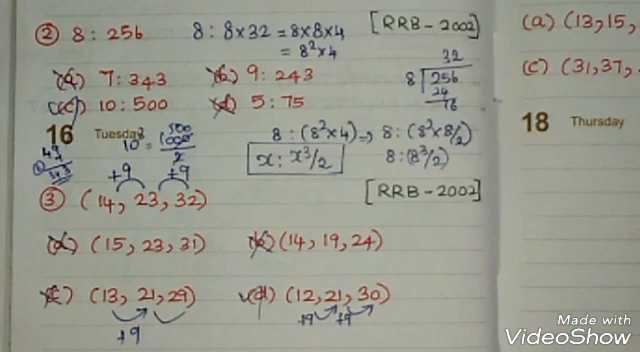 ② 8 : 256 8 : 8×32 = 8×8×4 [RRB-2002]
= 8²×4
32
8 256
24
16
(a) 7 : 343 (b) 9 : 243
(c) 10 : 500 (d) 5 : 75
16 Tuesday
8 : (8²×4) ⇒ 8 : (8²×8/2)
x : x³/2 8 : (8³/2)
+9 +9
③ (14, 23, 32) [RRB-2002]
(a) (15, 23, 31) (b) (14, 19, 24)
(c) (13, 21, 29) (d) (12, 21, 30)
+9 +9 +9
(a) (13, 15,
(c) (31, 37,
18 Thursday
Made with
VideoShow